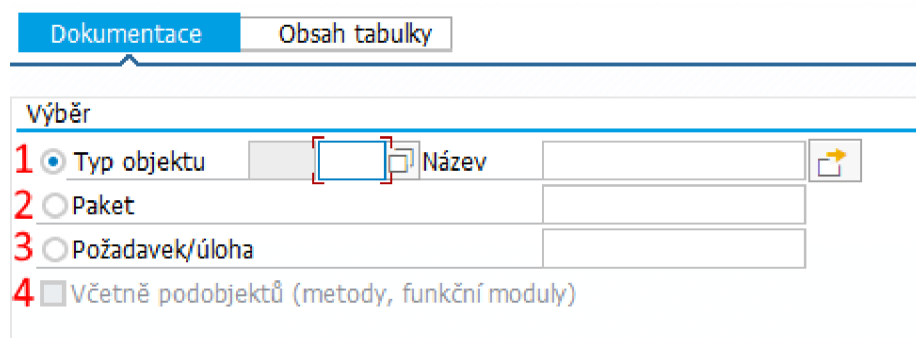 Dokumentace Obsah tabulky
Výběr
1 Typ objektu Název
2 Paket
3 Požadavek/úloha
4 Včetně podobjektů (metody, funkční moduly)